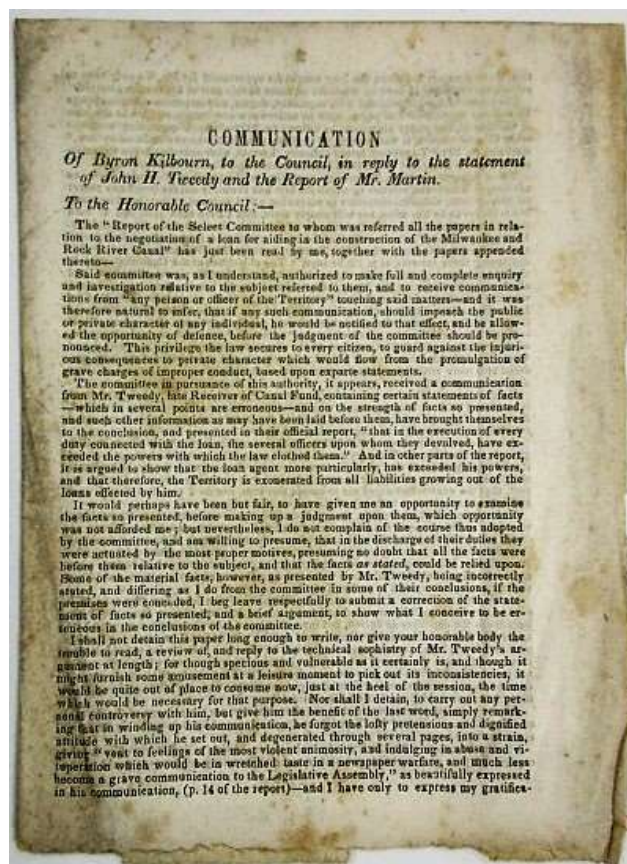 COMMUNICATION
Of Byron Kilbourn, to the Council, in reply to the statement
of John H. Tweedy and the Report of Mr. Martin.
To the Honorable Council:—
The "Report of the Select Committee to whom was referred all the papers in rela-
tion to the negotiation of a loan for aiding in the construction of the Milwaukee and
Rock River Canal" has just been read by me, together with the papers appended
thereto—
Said committee was, as I understand, authorized to make full and complete enquiry
and investigation relative to the subject referred to them, and to receive communica-
tions from "any person or officer of the Territory" touching said matters—and it was
therefore natural to infer, that if any such communication, should impeach the public
or private character of any individual, he would be notified to that effect, and be allow-
ed the opportunity of defence, before the judgment of the committee should be pro-
nounced. This privilege the law secures to every citizen, to guard against the injuri-
ous consequences to private character which would flow from the promulgation of
grave charges of improper conduct, based upon exparte statements.
The committee in pursuance of this authority, it appears, received a communication
from Mr. Tweedy, late Receiver of Canal Fund, containing certain statements of facts
—which in several points are erroneous—and on the strength of facts so presented,
and such other information as may have been laid before them, have brought themselves
to the conclusion, and presented in their official report, "that in the execution of every
duty connected with the loan, the several officers upon whom they devolved, have ex-
ceeded the powers with which the law clothed them." And in other parts of the report,
it is argued to show that the loan agent more particularly, has exceeded his powers,
and that therefore, the Territory is exonerated from all liabilities growing out of the
loans effected by him.
It would perhaps have been but fair, to have given me an opportunity to examine
the facts so presented, before making up a judgment upon them, which opportunity
was not afforded me; but nevertheless, I do not complain of the course thus adopted
by the committee, and am willing to presume, that in the discharge of their duties they
were actuated by the most proper motives, presuming no doubt that all the facts were
before them relative to the subject, and that the facts as stated, could be relied upon.
Some of the material facts, however, as presented by Mr. Tweedy, being incorrectly
stated, and differing as I do from the committee in some of their conclusions, if the
premises were conceded, I beg leave respectfully to submit a correction of the state-
ment of facts so presented, and a brief argument, to show what I conceive to be er-
roneous in the conclusions of the committee.
I shall not detain this paper long enough to write, nor give your honorable body the
trouble to read, a review of, and reply to the technical sophistry of Mr. Tweedy's ar-
gument at length; for though specious and vulnerable as it certainly is, and though it
might furnish some amusement at a leisure moment to pick out its inconsistencies, it
would be quite out of place to consume now, just at the heel of the session, the time
which would be necessary for that purpose. Nor shall I detain, to carry out any per-
sonal controversy with him, but give him the benefit of the last word, simply remark-
ing that in winding up his communication, he forgot the lofty pretensions and dignified
attitude with which he set out, and degenerated through several pages, into a strain,
giving "vent to feelings of the most violent animosity, and indulging in abuse and vi-
tuperation which would be in wretched taste in a newspaper warfare, and much less
become a grave communication to the Legislative Assembly," as beautifully expressed
in his communication, (p. 14 of the report)—and I have only to express my gratifica-